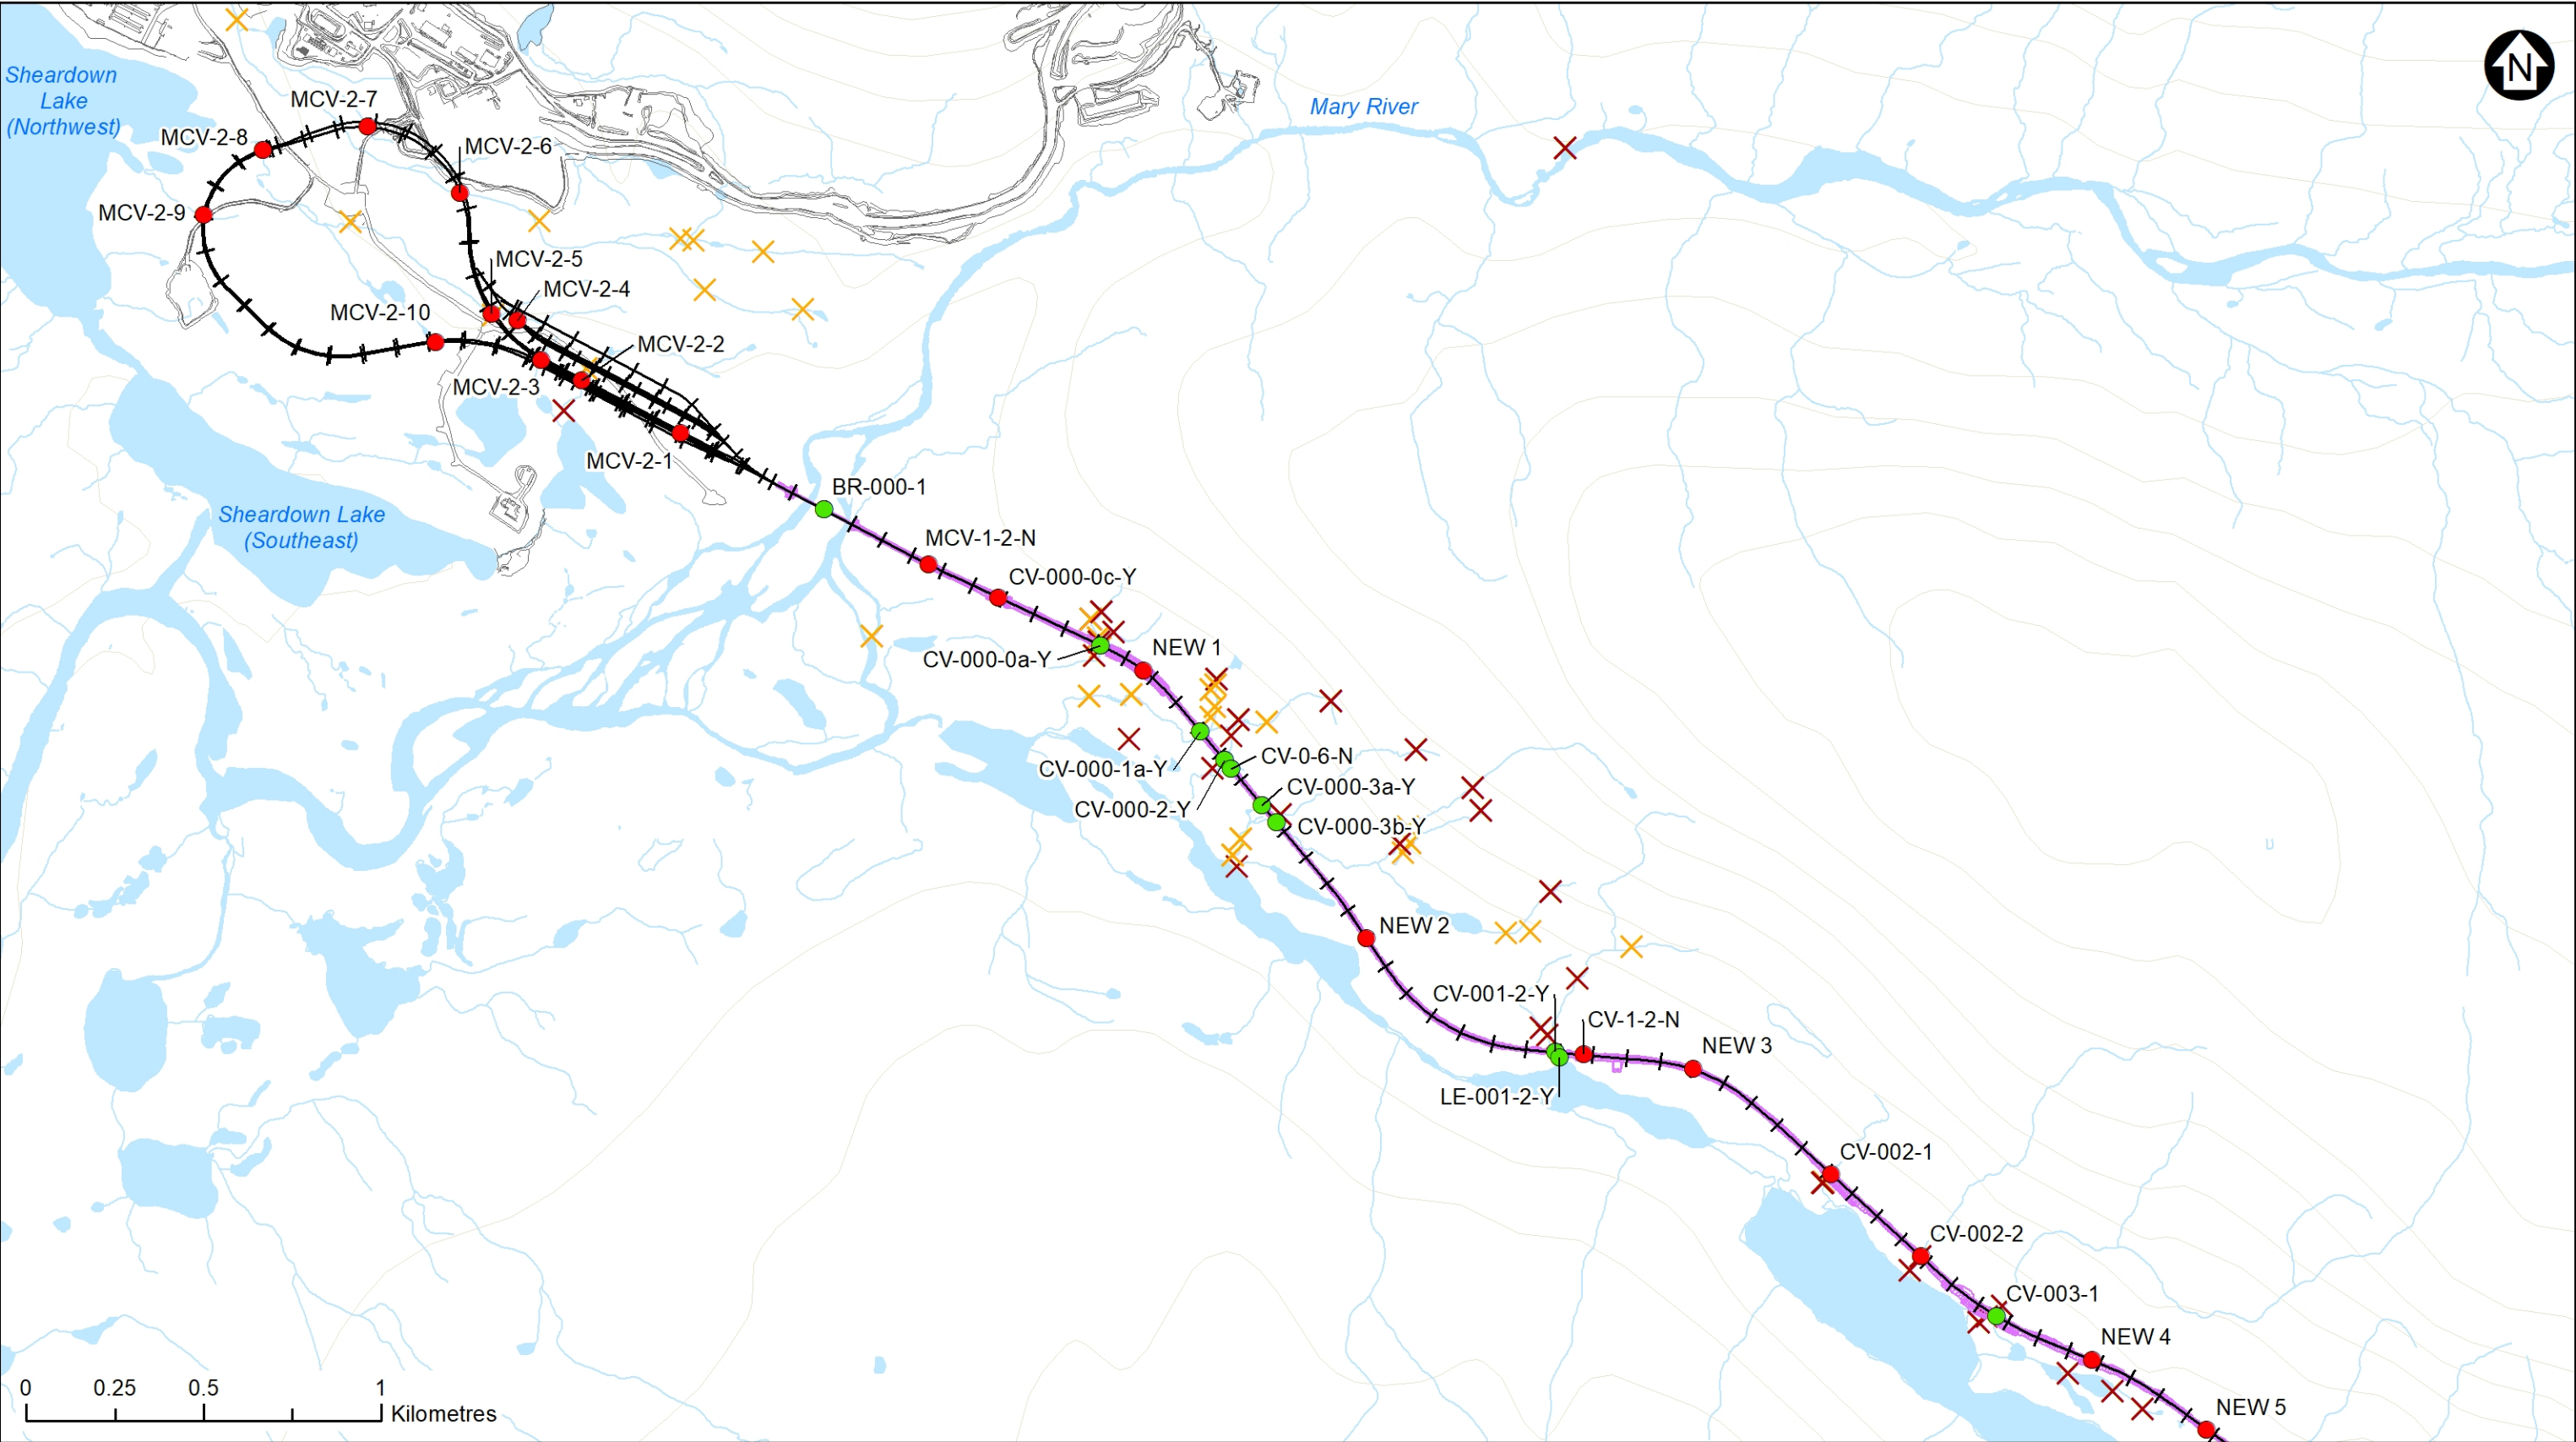 N
Sheardown
Lake
(Northwest)
Mary River
MCV-2-7
MCV-2-8
MCV-2-6
MCV-2-9
MCV-2-5
MCV-2-4
MCV-2-10
MCV-2-2
MCV-2-3
MCV-2-1
BR-000-1
Sheardown Lake
(Southeast)
MCV-1-2-N
CV-000-0c-Y
NEW 1
CV-000-0a-Y
CV-0-6-N
CV-000-1a-Y
CV-000-3a-Y
CV-000-2-Y
CV-000-3b-Y
NEW 2
CV-001-2-Y
CV-1-2-N
NEW 3
LE-001-2-Y
CV-002-1
CV-002-2
CV-003-1
NEW 4
NEW 5
0 0.25 0.5 1
Kilometres